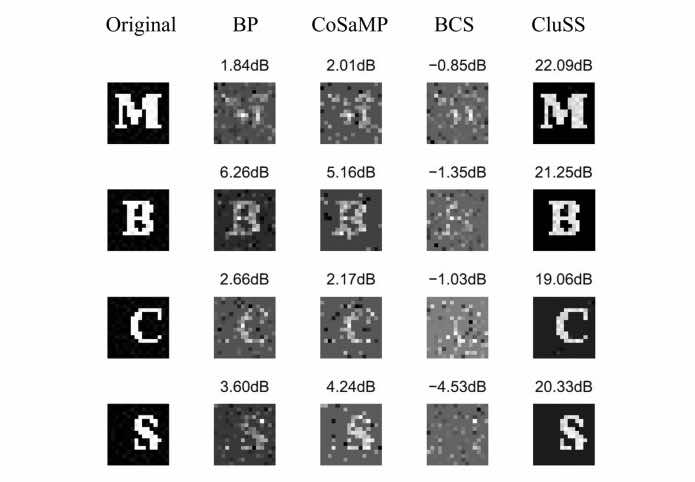 Original BP CoSaMP BCS CluSS
1.84dB 2.01dB −0.85dB 22.09dB
M
6.26dB 5.16dB −1.35dB 21.25dB
B
2.66dB 2.17dB −1.03dB 19.06dB
C
3.60dB 4.24dB −4.53dB 20.33dB
S